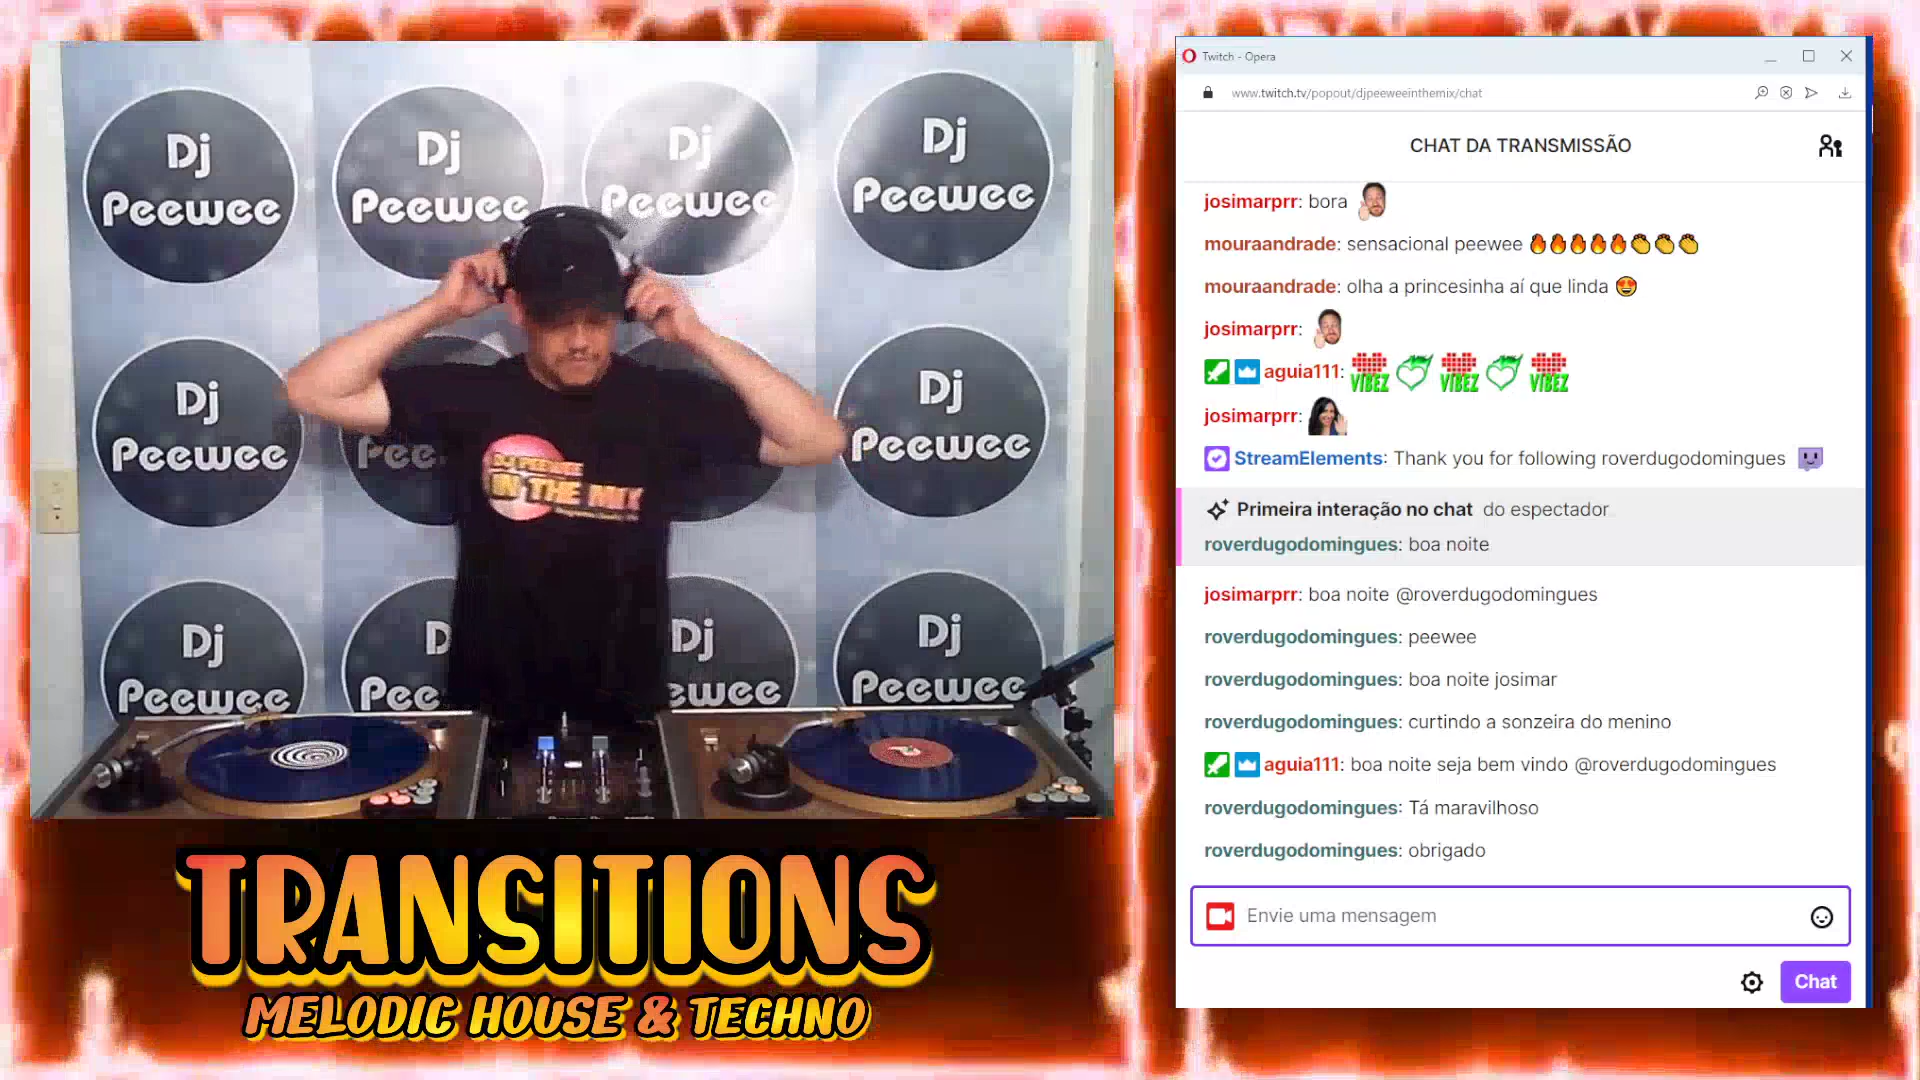 Dj
Peewee
Dj
Peewee
Dj
Peewee
Dj
Peewee
Dj
Peewee
Pee
Dj
Peewee
IN THE MIX
Dj
Peewee
D
Pee
Dj
ewee
Dj
Peewee
TRANSITIONS
MELODIC HOUSE & TECHNO
Twitch - Opera
www.twitch.tv/popout/djpeeweeinthemix/chat
CHAT DA TRANSMISSÃO
josimarprr: bora
mouraandrade: sensacional peewee 🔥🔥🔥🔥🔥👏👏👏
mouraandrade: olha a princesinha aí que linda 😍
josimarprr:
aguia111: VIBEZ VIBEZ VIBEZ
josimarprr:
StreamElements: Thank you for following roverdugodomingues
Primeira interação no chat do espectador
roverdugodomingues: boa noite
josimarprr: boa noite @roverdugodomingues
roverdugodomingues: peewee
roverdugodomingues: boa noite josimar
roverdugodomingues: curtindo a sonzeira do menino
aguia111: boa noite seja bem vindo @roverdugodomingues
roverdugodomingues: Tá maravilhoso
roverdugodomingues: obrigado
Envie uma mensagem
Chat